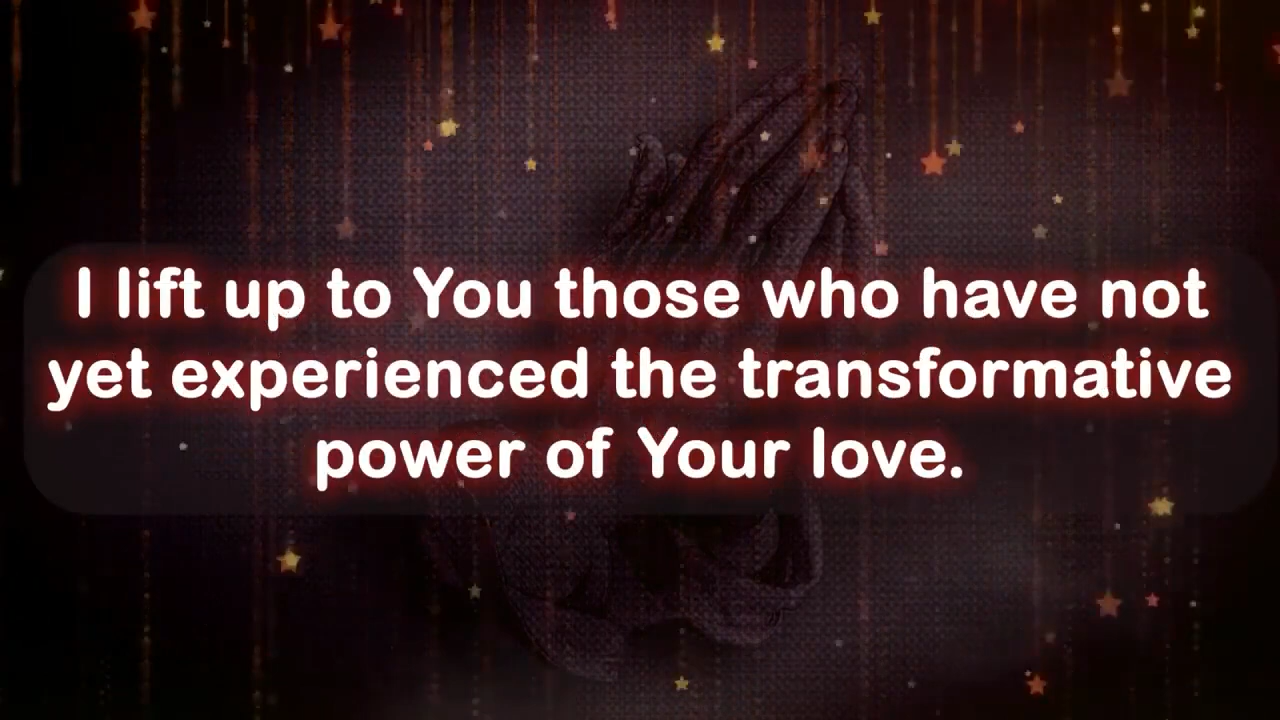 I lift up to You those who have not
yet experienced the transformative
power of Your love.